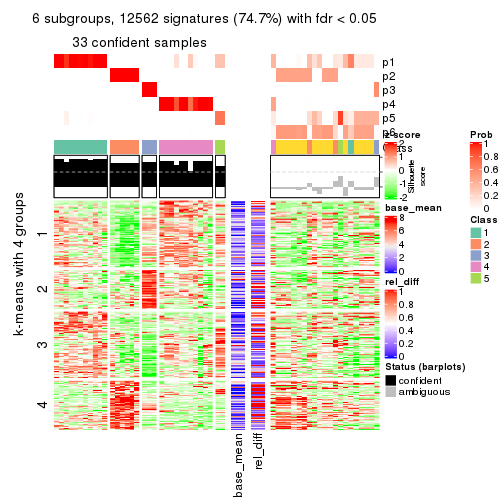 6 subgroups, 12562 signatures (74.7%) with fdr < 0.05
33 confident samples
p1
p2
p3
p4
p5
p6
Class
Silhouette score
k-means with 4 groups
1
2
3
4
base_mean
rel_diff
z-score
2
1
0
-1
-2
base_mean
8
6
4
2
0
rel_diff
1
0.8
0.6
0.4
0.2
0
Status (barplots)
confident
ambiguous
Prob
1
0.8
0.6
0.4
0.2
0
Class
1
2
3
4
5